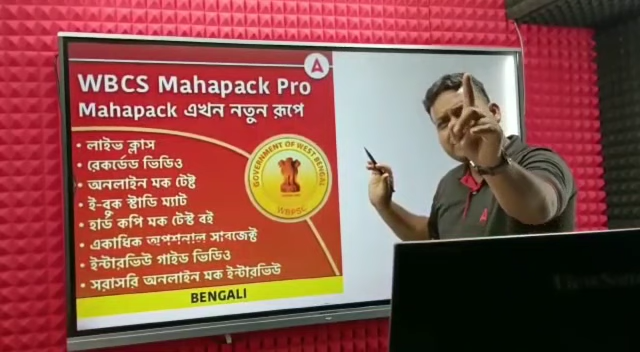 WBCS Mahapack Pro
Mahapack এখন নতুন রূপে
• লাইভ ক্লাস
• রেকর্ডেড ভিডিও
• অনলাইন মক টেষ্ট
• ই-বুক স্টাডি ম্যাট
• হার্ড কপি মক টেস্ট বই
• একাধিক অপশনাল সাবজেক্ট
• ইন্টারভিউ গাইড ভিডিও
• সরাসরি অনলাইন মক ইন্টারভিউ
GOVERNMENT OF WEST BENGAL
WBPSC
BENGALI
A
A